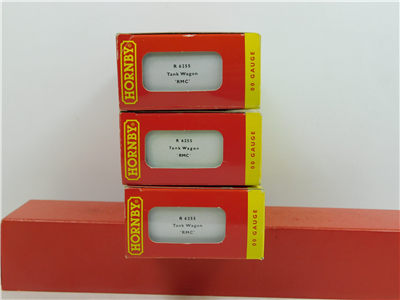 HORNBY®
R 6255
Tank Wagon
'RMC'
00 GAUGE
HORNBY®
R 6255
Tank Wagon
RMC
00 GAUGE
HORNBY®
R 6255
Tank Wagon
'RMC'
00 GAUGE